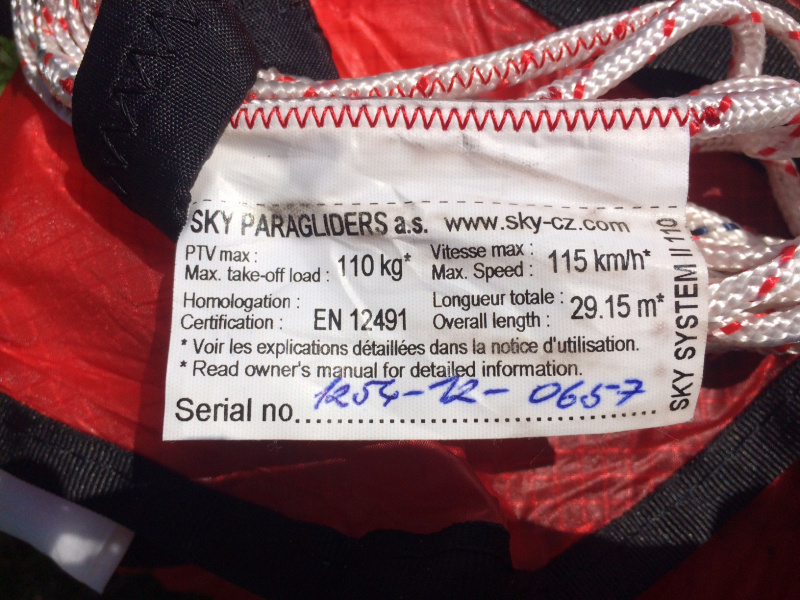 SKY PARAGLIDERS a.s. www.sky-cz.com
PTV max :
Max. take-off load : 110 kg*
Vitesse max :
Max. Speed : 115 km/h*
Homologation :
Certification : EN 12491
Longueur totale :
Overall length : 29.15 m*
* Voir les explications détaillées dans la notice d'utilisation.
* Read owner's manual for detailed information.
Serial no. 1254-12-0657
SKY SYSTEM II 110